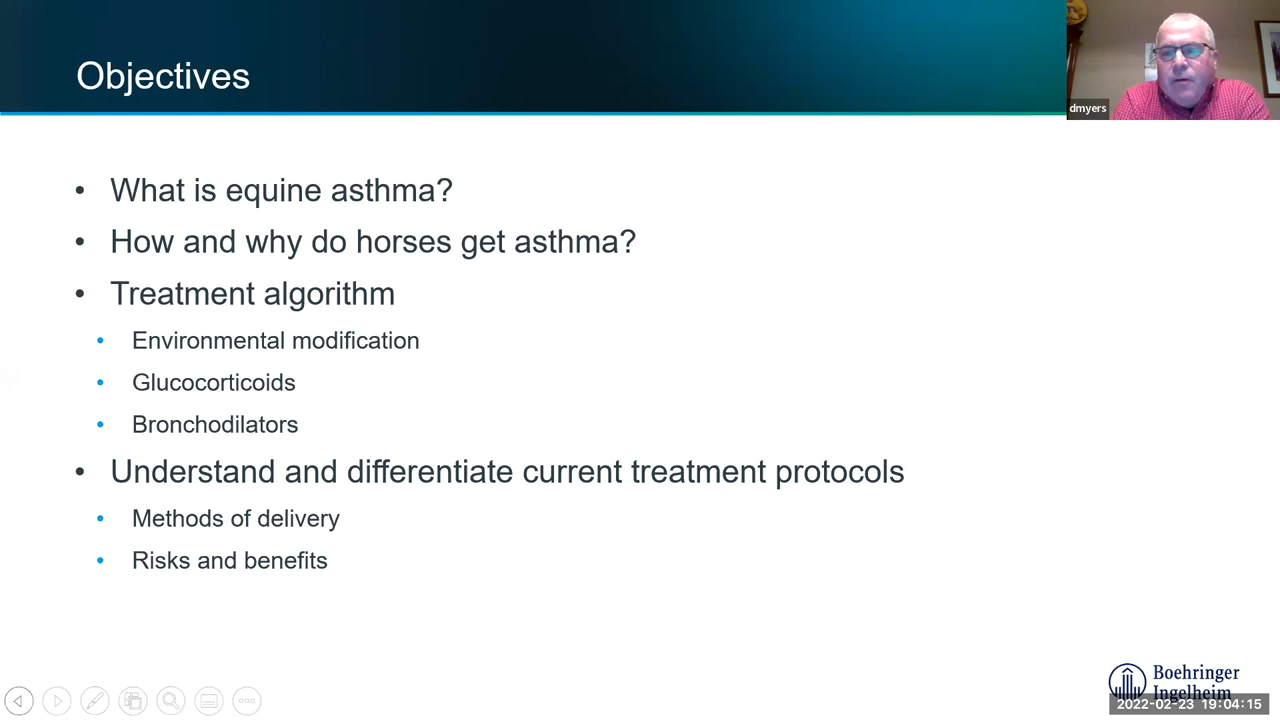 Objectives
dmyers
• What is equine asthma?
• How and why do horses get asthma?
• Treatment algorithm
• Environmental modification
• Glucocorticoids
• Bronchodilators
• Understand and differentiate current treatment protocols
• Methods of delivery
• Risks and benefits
Boehringer
Ingelheim
2022-02-23 19:04:15